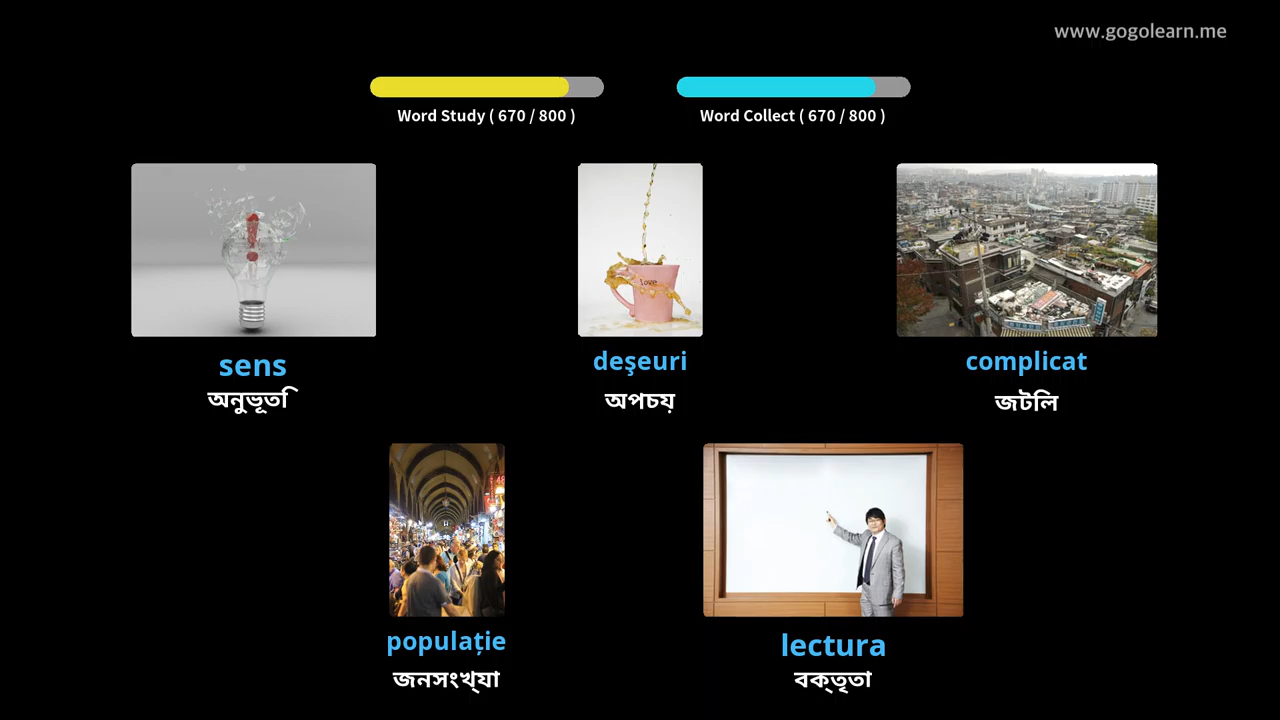 www.gogolearn.me
Word Study ( 670 / 800 )
Word Collect ( 670 / 800 )
love
sens
অনুভূতি
deşeuri
অপচয়
complicat
জটিল
populație
জনসংখ্যা
lectura
বক্তৃতা